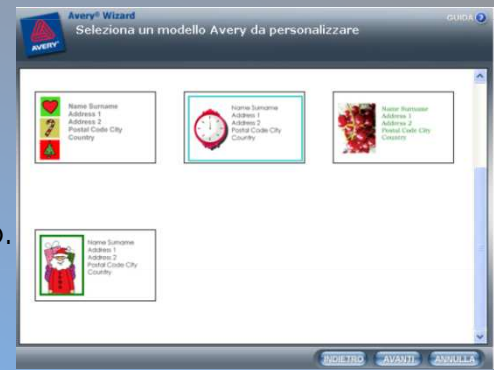 Avery® Wizard
Seleziona un modello Avery da personalizzare
GUIDA ?
AVERY
Name Surname
Address 1
Address 2
Postal Code City
Country
Name Surname
Address 1
Address 2
Postal Code City
Country
Name Surname
Address 1
Address 2
Postal Code City
Country
o.
Name Surname
Address 1
Address 2
Postal Code City
Country
INDIETRO AVANTI ANNULLA